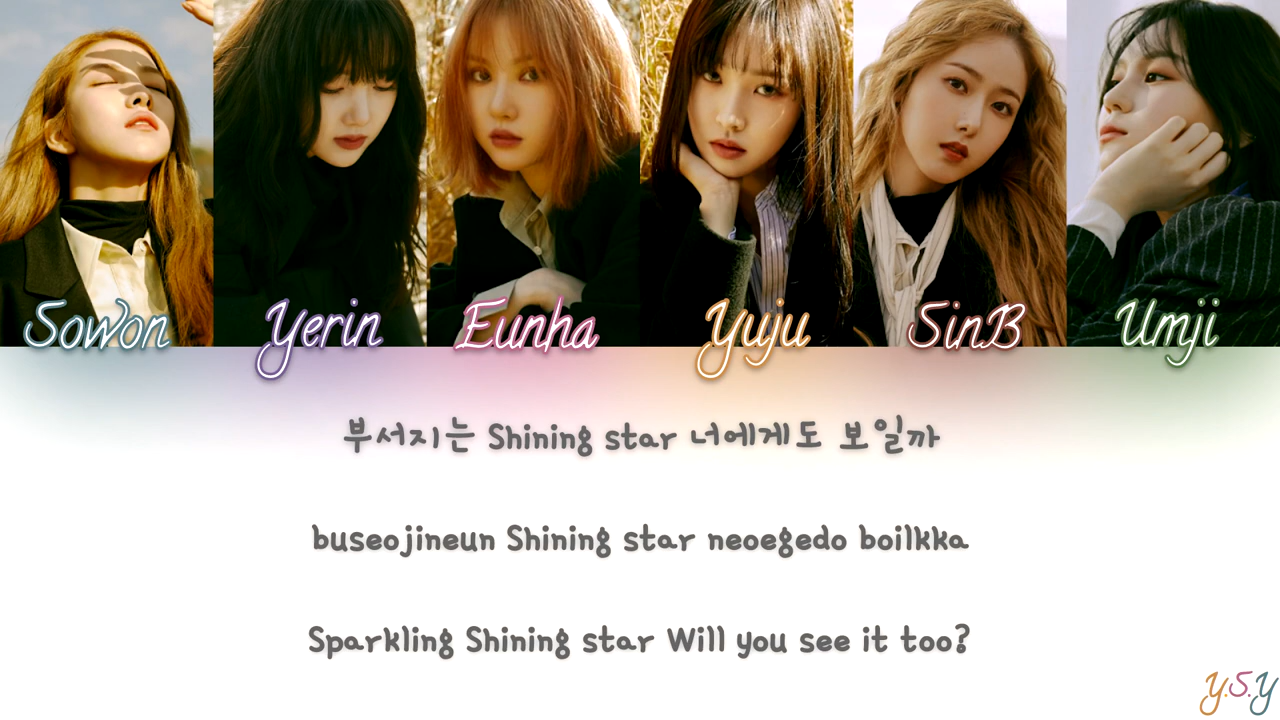 Sowon Yerin Eunha Yuju SinB Umji
부서지는 Shining star 너에게도 보일까
buseojineun Shining star neoegedo boilkka
Sparkling Shining star Will you see it too?
Y.S.Y